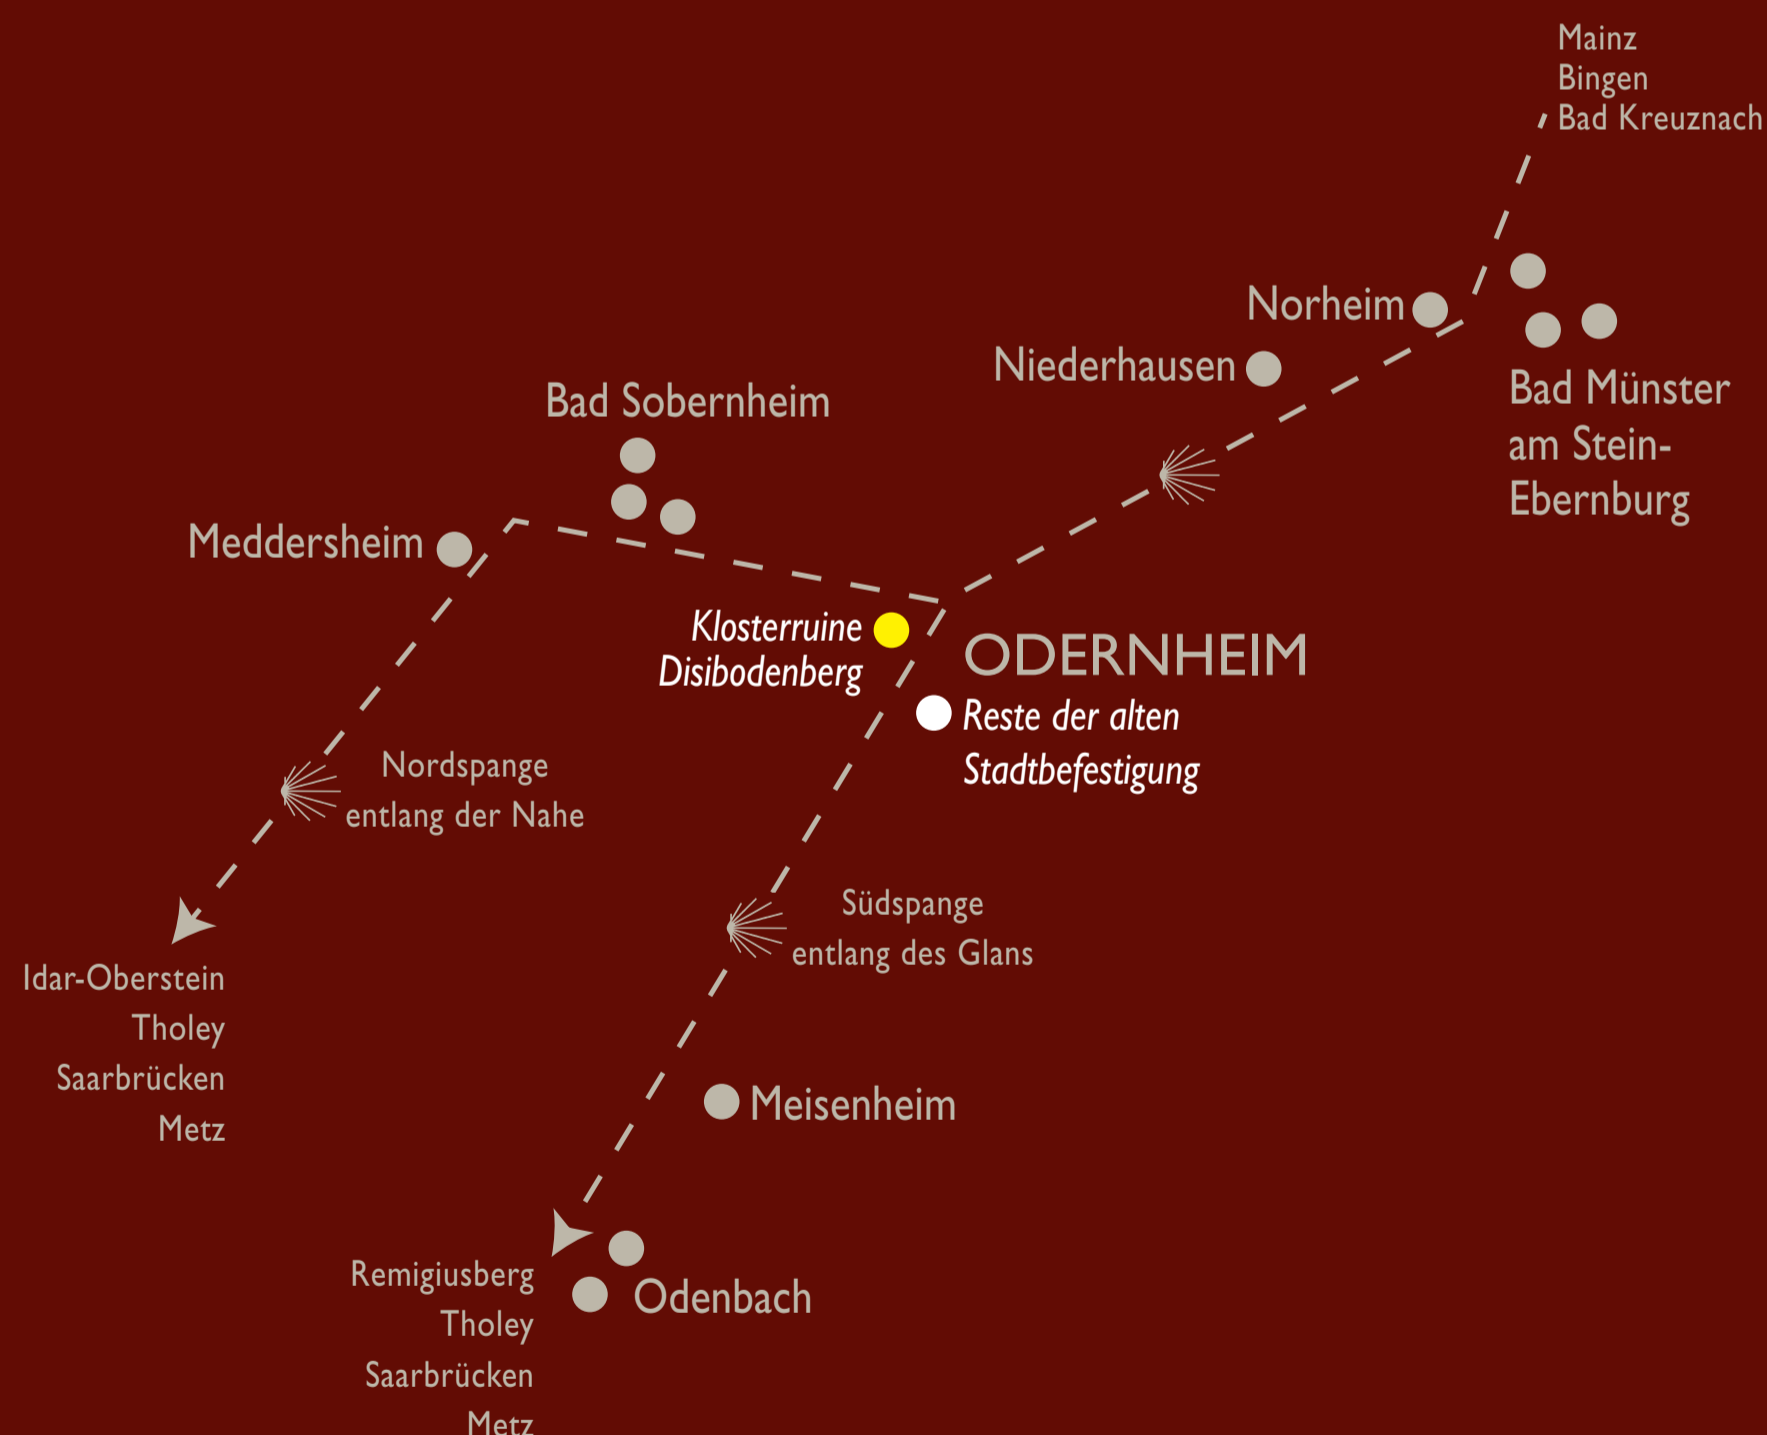 Mainz
Bingen
Bad Kreuznach
Norheim
Niederhausen
Bad Münster
am Stein-
Ebernburg
Bad Sobernheim
Meddersheim
Klosterruine
Disibodenberg
ODERNHEIM
Reste der alten
Stadtbefestigung
Nordspange
entlang der Nahe
Südspange
entlang des Glans
Idar-Oberstein
Tholey
Saarbrücken
Metz
Meisenheim
Odenbach
Remigiusberg
Tholey
Saarbrücken
Metz